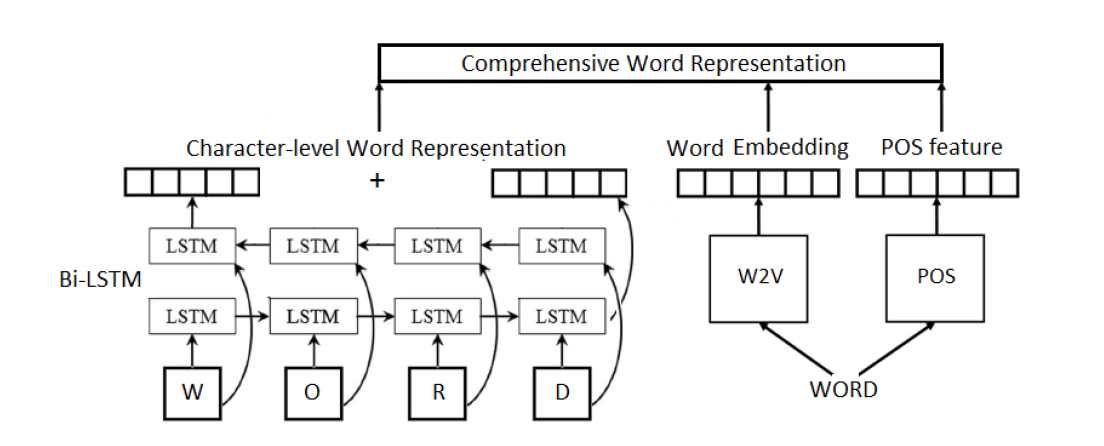 Comprehensive Word Representation
Character-level Word Representation
Word Embedding
POS feature
+
LSTM LSTM LSTM LSTM
Bi-LSTM
W2V
POS
LSTM LSTM LSTM LSTM
W O R D
WORD